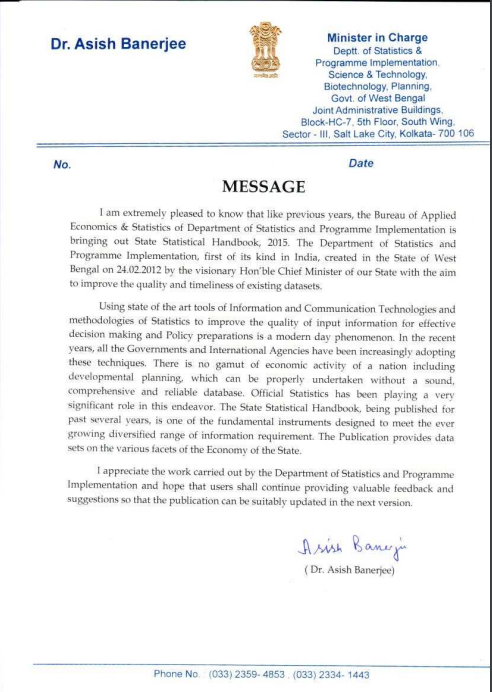 Dr. Asish Banerjee
Minister in Charge
Deptt. of Statistics &
Programme Implementation,
Science & Technology,
Biotechnology, Planning,
Govt. of West Bengal
Joint Administrative Buildings,
Block-HC-7, 5th Floor, South Wing,
Sector - III, Salt Lake City, Kolkata- 700 106
सत्यमेव जयते
No.
Date
MESSAGE
I am extremely pleased to know that like previous years, the Bureau of Applied
Economics & Statistics of Department of Statistics and Programme Implementation is
bringing out State Statistical Handbook, 2015. The Department of Statistics and
Programme Implementation, first of its kind in India, created in the State of West
Bengal on 24.02.2012 by the visionary Hon'ble Chief Minister of our State with the aim
to improve the quality and timeliness of existing datasets.
Using state of the art tools of Information and Communication Technologies and
methodologies of Statistics to improve the quality of input information for effective
decision making and Policy preparations is a modern day phenomenon. In the recent
years, all the Governments and International Agencies have been increasingly adopting
these techniques. There is no gamut of economic activity of a nation including
developmental planning, which can be properly undertaken without a sound,
comprehensive and reliable database. Official Statistics has been playing a very
significant role in this endeavor. The State Statistical Handbook, being published for
past several years, is one of the fundamental instruments designed to meet the ever
growing diversified range of information requirement. The Publication provides data
sets on the various facets of the Economy of the State.
I appreciate the work carried out by the Department of Statistics and Programme
Implementation and hope that users shall continue providing valuable feedback and
suggestions so that the publication can be suitably updated in the next version.
Asish Banerji
( Dr. Asish Banerjee)
Phone No. : (033) 2359- 4853 , (033) 2334- 1443